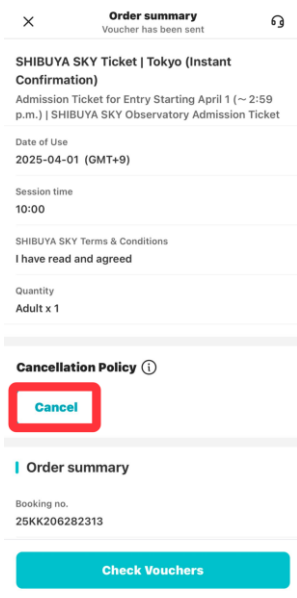 Order summary
Voucher has been sent
SHIBUYA SKY Ticket | Tokyo (Instant
Confirmation)
Admission Ticket for Entry Starting April 1 (~ 2:59
p.m.) | SHIBUYA SKY Observatory Admission Ticket
Date of Use
2025-04-01 (GMT+9)
Session time
10:00
SHIBUYA SKY Terms & Conditions
I have read and agreed
Quantity
Adult x 1
Cancellation Policy
Cancel
Order summary
Booking no.
25KK206282313
Check Vouchers